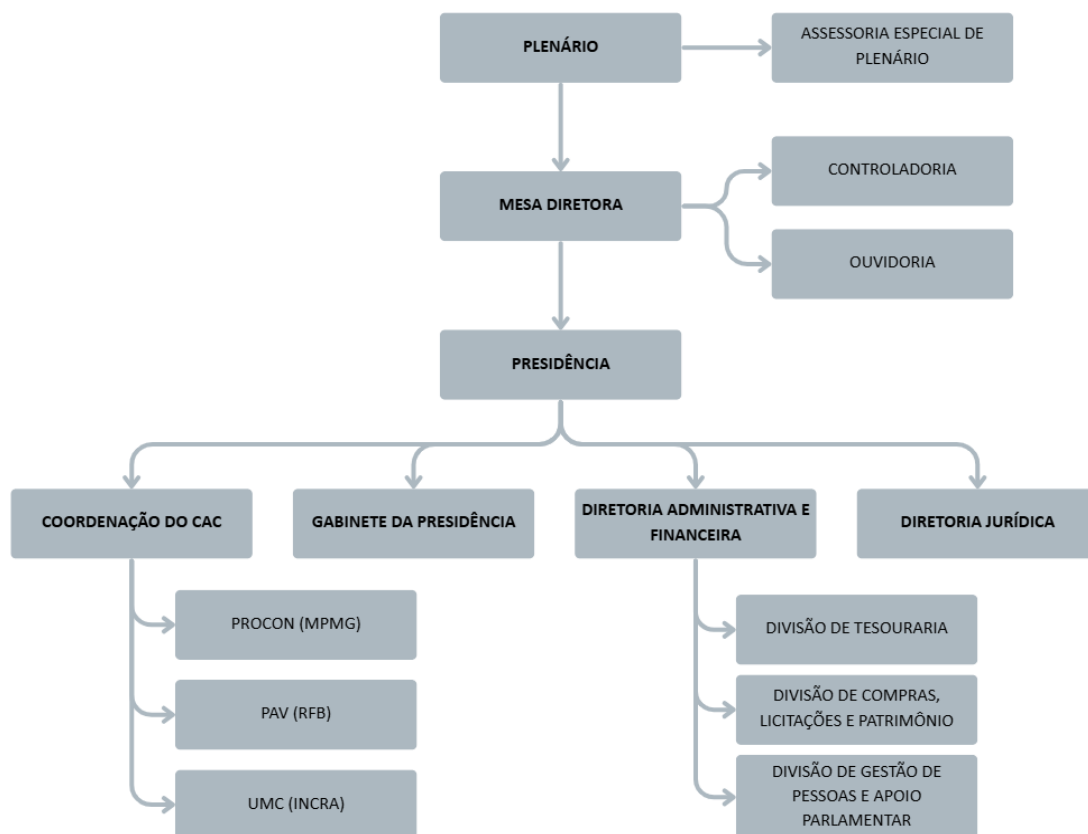 PLENÁRIO
ASSESSORIA ESPECIAL DE
PLENÁRIO
MESA DIRETORA
CONTROLADORIA
OUVIDORIA
PRESIDÊNCIA
COORDENAÇÃO DO CAC
GABINETE DA PRESIDÊNCIA
DIRETORIA ADMINISTRATIVA E
FINANCEIRA
DIRETORIA JURÍDICA
PROCON (MPMG)
PAV (RFB)
UMC (INCRA)
DIVISÃO DE TESOURARIA
DIVISÃO DE COMPRAS,
LICITAÇÕES E PATRIMÔNIO
DIVISÃO DE GESTÃO DE
PESSOAS E APOIO
PARLAMENTAR